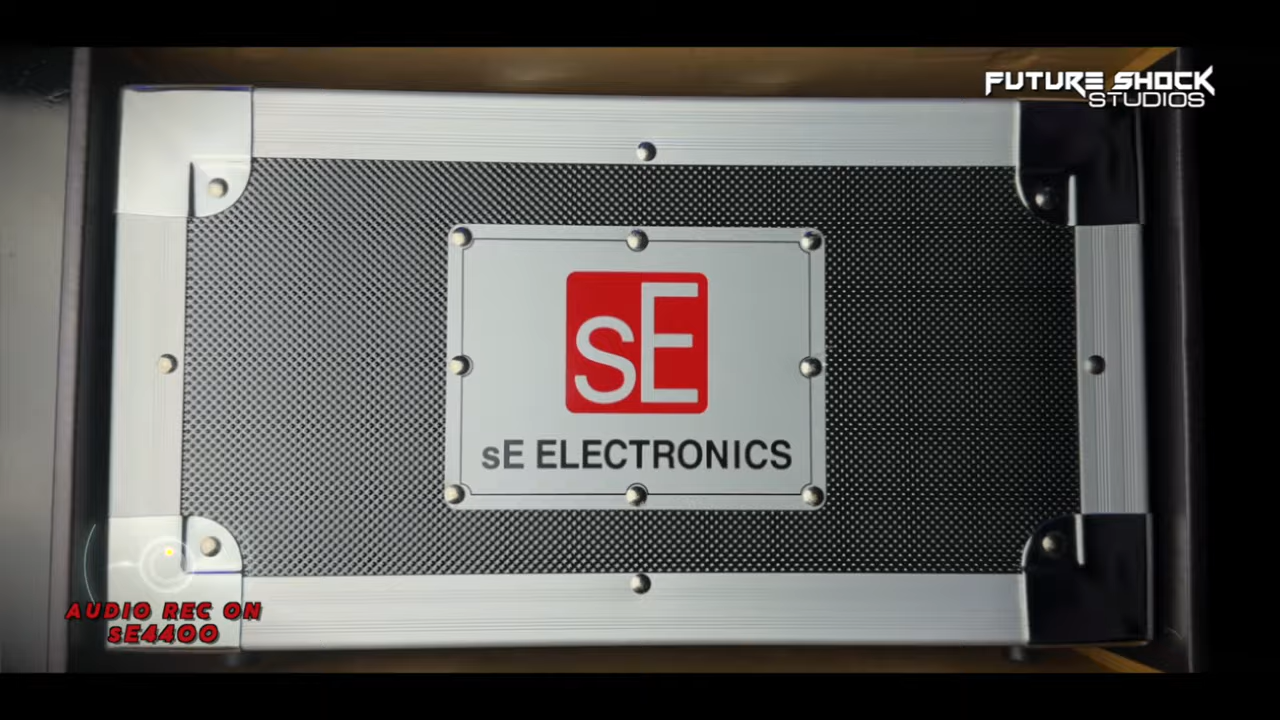 FUTURE SHOCK
STUDIOS
sE
sE ELECTRONICS
AUDIO REC ON
sE4400